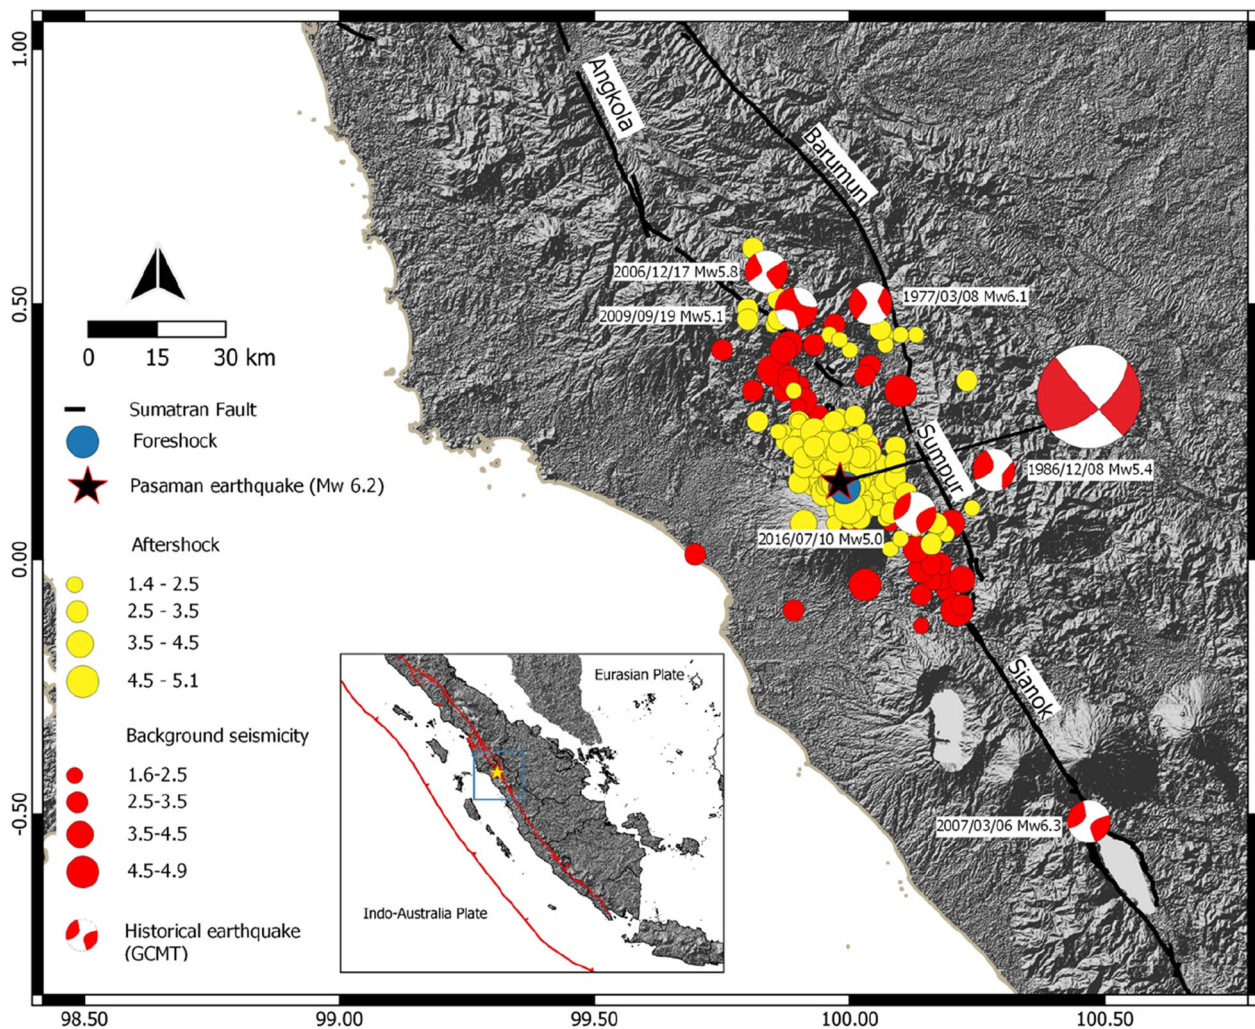 1.00
0.50
0.00
-0.50
98.50
99.00
99.50
100.00
100.50
Angkola
Barumun
Sumpur
Sianok
2006/12/17 Mw5.8
2009/09/19 Mw5.1
1977/03/08 Mw6.1
1986/12/08 Mw5.4
2016/07/10 Mw5.0
2007/03/06 Mw6.3
0 15 30 km
Sumatran Fault
Foreshock
Pasaman earthquake (Mw 6.2)
Aftershock
1.4 - 2.5
2.5 - 3.5
3.5 - 4.5
4.5 - 5.1
Background seismicity
1.6-2.5
2.5-3.5
3.5-4.5
4.5-4.9
Historical earthquake
(GCMT)
Eurasian Plate
Indo-Australia Plate